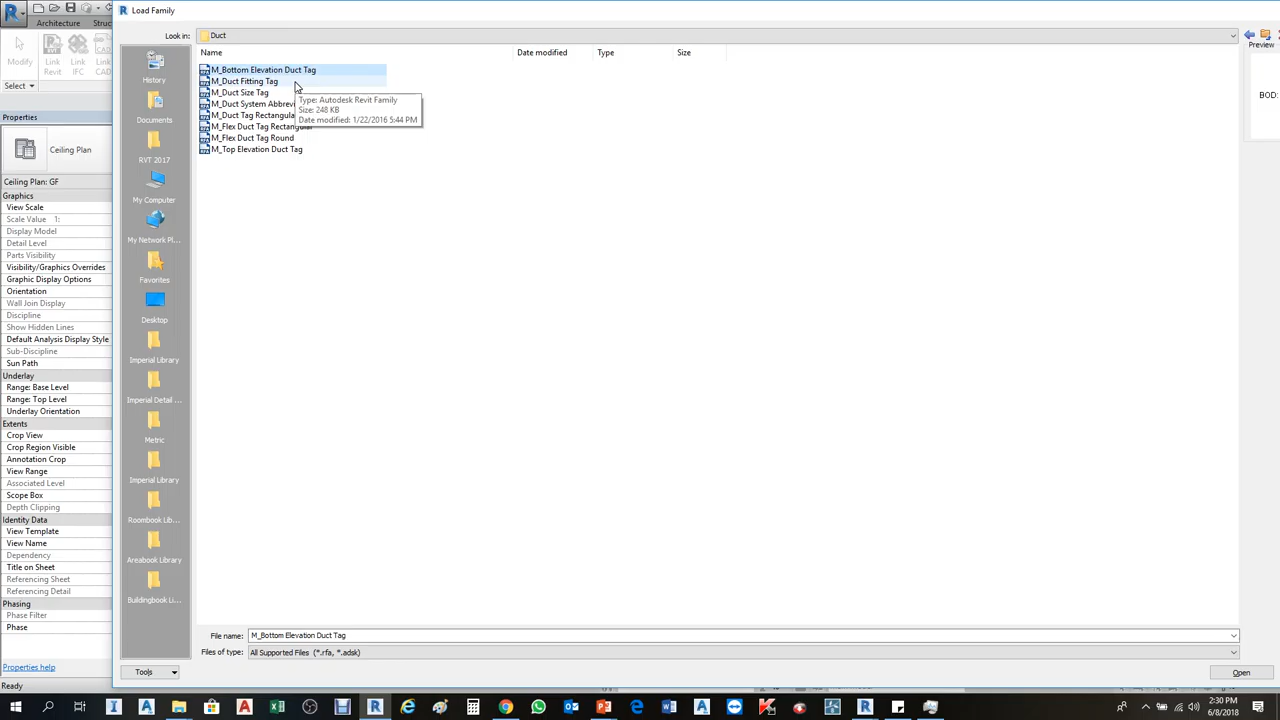 Load Family
Architecture
Struc
Look in:
Duct
Name
Date modified
Type
Size
Preview
Modify
Link
Revit
Link
IFC
Link
CAD
Select
Properties
Ceiling Plan
Ceiling Plan: GF
Graphics
View Scale
Scale Value 1:
Display Model
Detail Level
Parts Visibility
Visibility/Graphics Overrides
Graphic Display Options
Orientation
Wall Join Display
Discipline
Show Hidden Lines
Default Analysis Display Style
Sub-Discipline
Sun Path
Underlay
Range: Base Level
Range: Top Level
Underlay Orientation
Extents
Crop View
Crop Region Visible
Annotation Crop
View Range
Associated Level
Scope Box
Depth Clipping
Identity Data
View Template
View Name
Dependency
Title on Sheet
Referencing Sheet
Referencing Detail
Phasing
Phase Filter
Phase
Properties help
Ready
History
Documents
RVT 2017
My Computer
My Network Pl...
Favorites
Desktop
Imperial Library
Imperial Detail ...
Metric
Imperial Library
Roombook Lib...
Areabook Library
Buildingbook Li...
Tools
M_Bottom Elevation Duct Tag
M_Duct Fitting Tag
M_Duct Size Tag
M_Duct System Abbrev
M_Duct Tag Rectangula
M_Flex Duct Tag Rectangular
M_Flex Duct Tag Round
M_Top Elevation Duct Tag
Type: Autodesk Revit Family
Size: 248 KB
Date modified: 1/22/2016 5:44 PM
BOD:
File name:
M_Bottom Elevation Duct Tag
Files of type:
All Supported Files (*.rfa, *.adsk)
Open
2:30 PM
6/8/2018